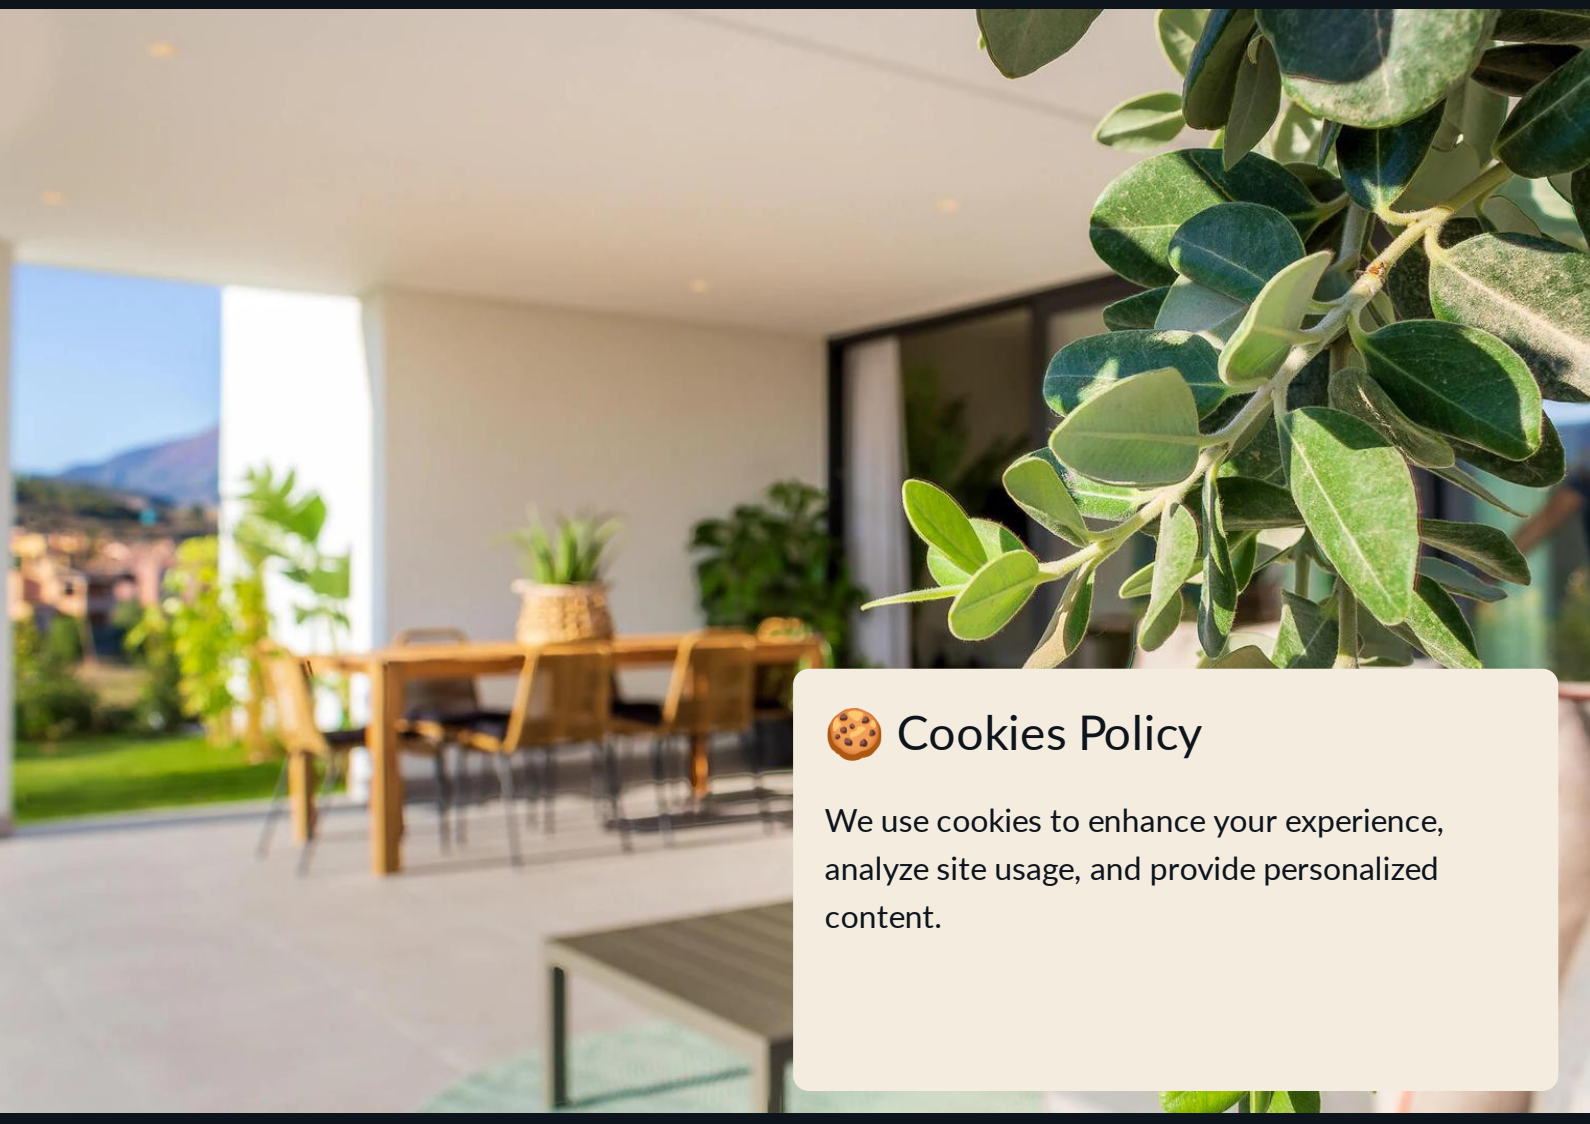 🍪 Cookies Policy
We use cookies to enhance your experience,
analyze site usage, and provide personalized
content.